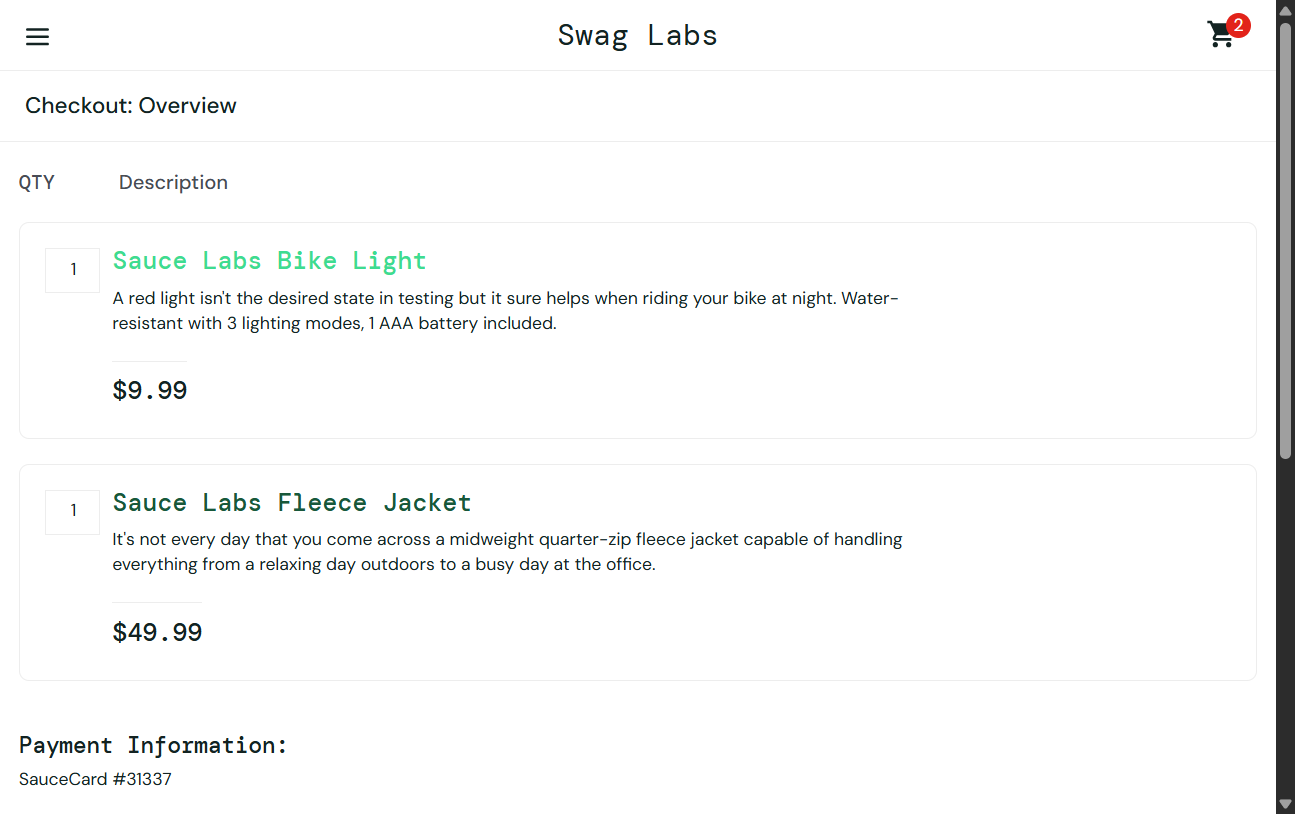 Swag Labs
2
Checkout: Overview
QTY Description
1
Sauce Labs Bike Light
A red light isn't the desired state in testing but it sure helps when riding your bike at night. Water-
resistant with 3 lighting modes, 1 AAA battery included.
$9.99
1
Sauce Labs Fleece Jacket
It's not every day that you come across a midweight quarter-zip fleece jacket capable of handling
everything from a relaxing day outdoors to a busy day at the office.
$49.99
Payment Information:
SauceCard #31337